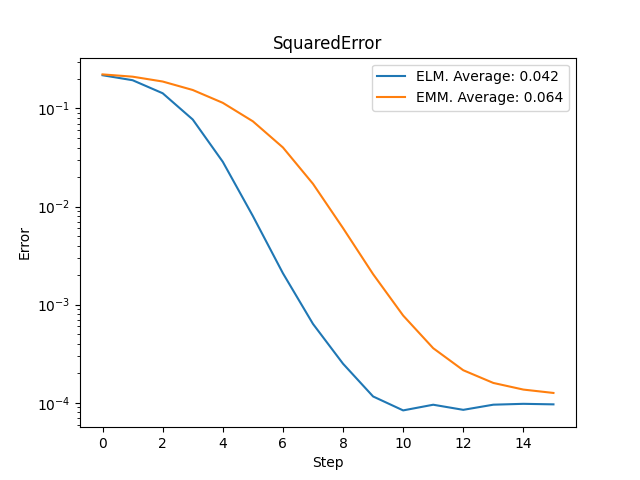 SquaredError
ELM. Average: 0.042
EMM. Average: 0.064
Error
10⁻¹
10⁻²
10⁻³
10⁻⁴
0 2 4 6 8 10 12 14
Step